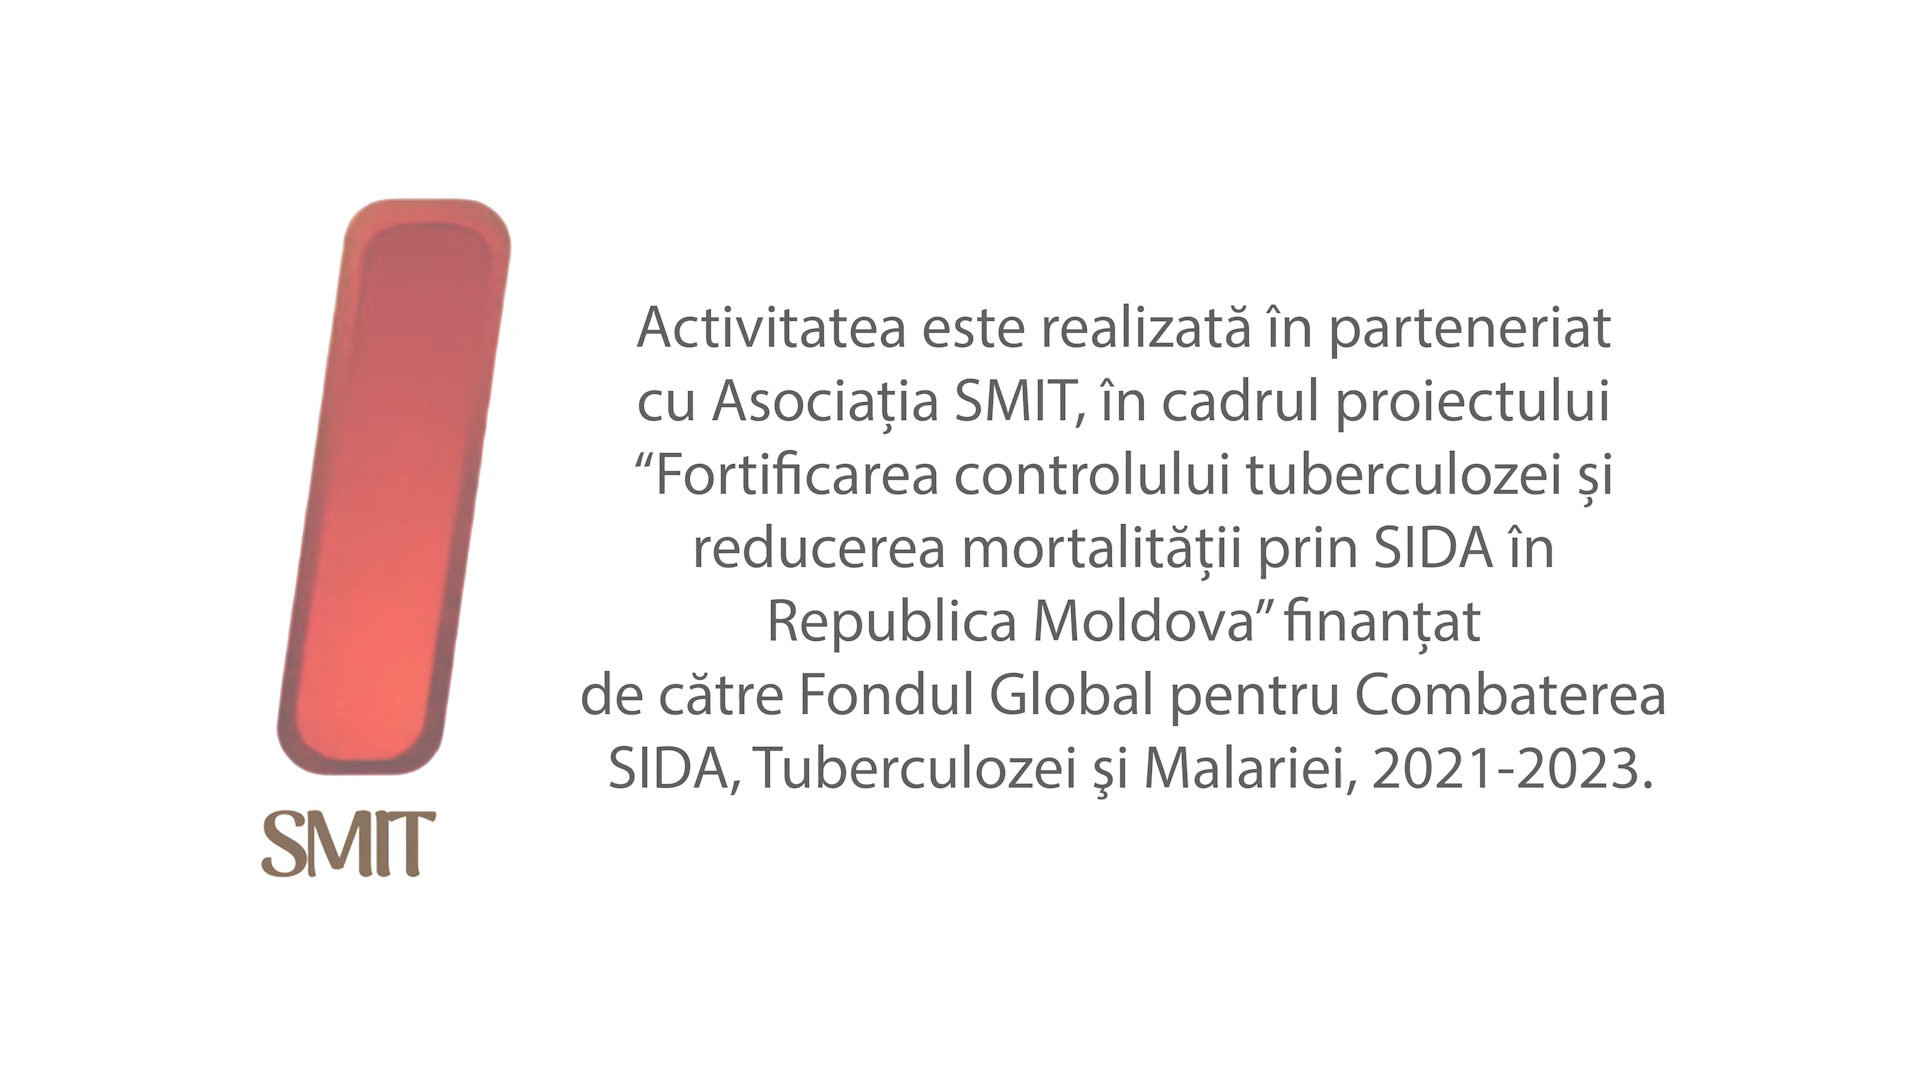 Activitatea este realizată în parteneriat
cu Asociația SMIT, în cadrul proiectului
“Fortificarea controlului tuberculozei și
reducerea mortalității prin SIDA în
Republica Moldova” finanțat
de către Fondul Global pentru Combaterea
SIDA, Tuberculozei şi Malariei, 2021-2023.
SMIT